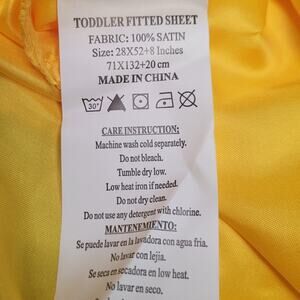 TODDLER FITTED SHEET
FABRIC: 100% SATIN
Size: 28X52+8 Inches
71X132+20 cm
MADE IN CHINA
30°
CARE INSTRUCTION:
Machine wash cold separately.
Do not bleach.
Tumble dry low.
Low heat iron if needed.
Do not dry clean.
Do not use any detergent with chlorine.
MANTENEMIENTO:
Se puede lavar en la lavadora con agua fria.
No lavar con lejia.
Se seca en secadora en low heat.
No lavar en seco.